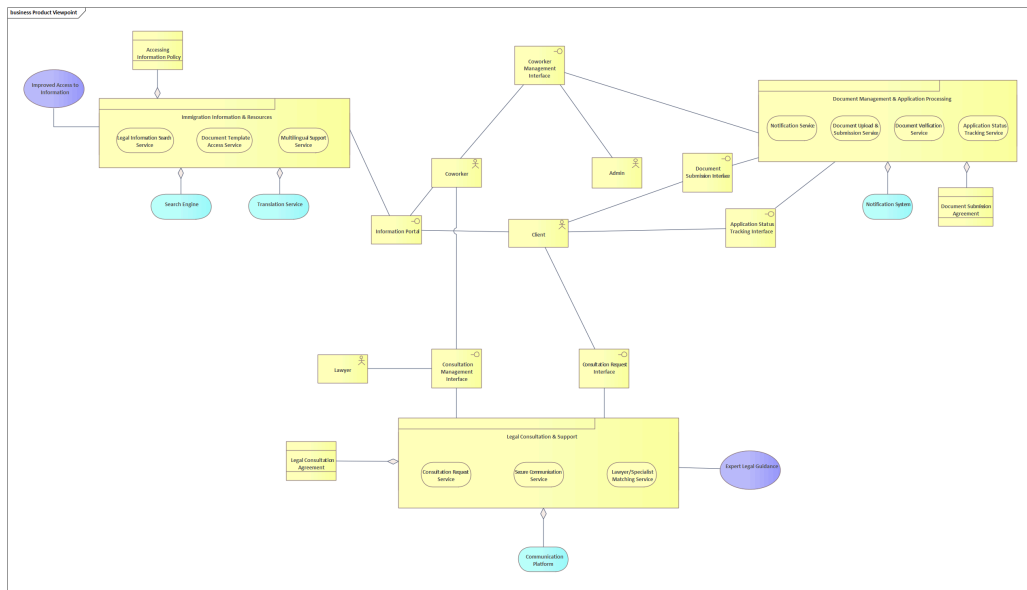 business Product Viewpoint
Accessing
Information Policy
Improved Access to
Information
Immigration Information & Resources
Legal Information Search
Service
Document Template
Access Service
Multilingual Support
Service
Search Engine
Translation Service
Coworker
Management
Interface
Coworker
Admin
Information Portal
Client
Document
Submission Interface
Application Status
Tracking Interface
Document Management & Application Processing
Notification Service
Document Upload &
Submission Service
Document Verification
Service
Application Status
Tracking Service
Notification System
Document Submission
Agreement
Lawyer
Consultation
Management
Interface
Consultation Request
Interface
Legal Consultation & Support
Legal Consultation
Agreement
Consultation Request
Service
Secure Communication
Service
Lawyer/Specialist
Matching Service
Expert Legal Guidance
Communication
Platform